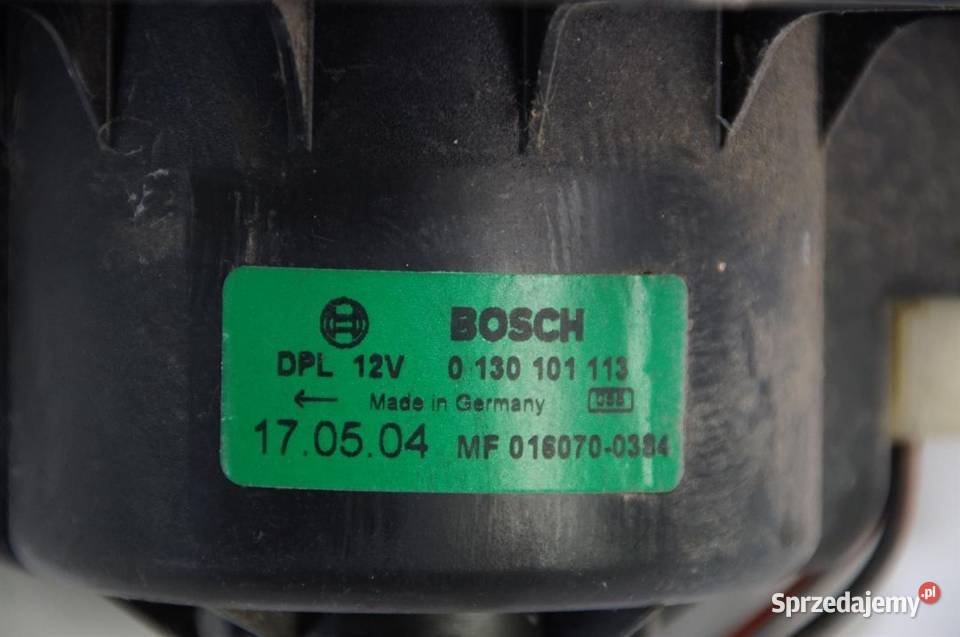 BOSCH
DPL 12V 0 130 101 113
← Made in Germany
17.05.04 MF 016070-0384
Sprzedajemy.pl